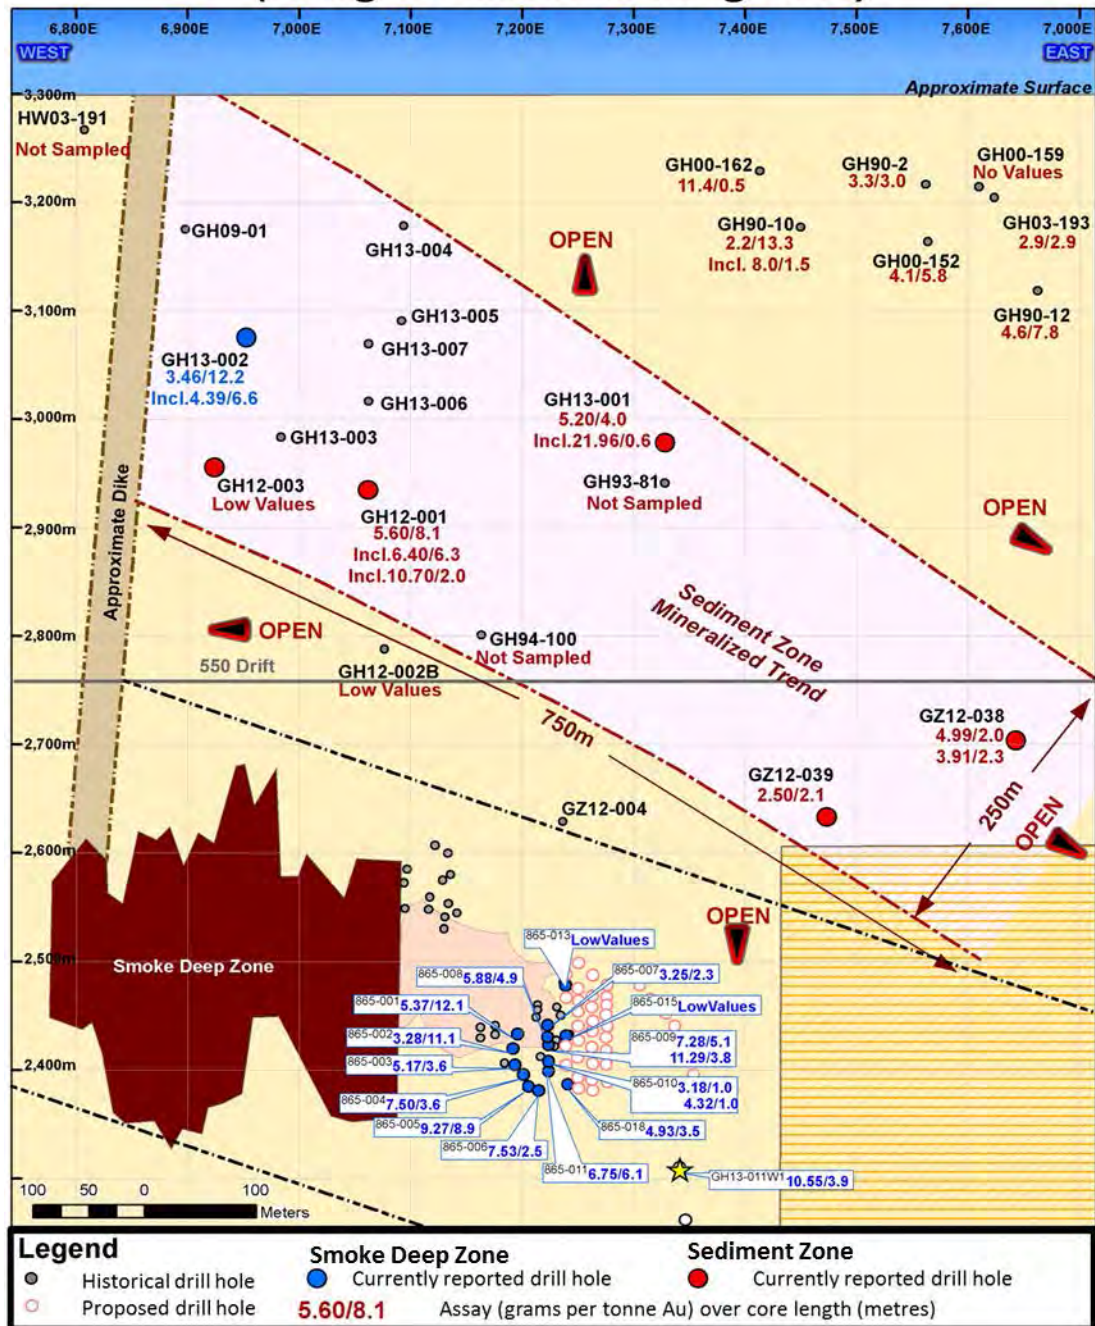 6,800E 6,900E 7,000E 7,100E 7,200E 7,300E 7,400E 7,500E 7,600E 7,000E
WEST EAST
Approximate Surface
3,300m
HW03-191
Not Sampled
GH00-162
11.4/0.5
GH90-2
3.3/3.0
GH00-159
No Values
3,200m
GH09-01
GH13-004
OPEN
GH90-10
2.2/13.3
Incl. 8.0/1.5
GH03-193
2.9/2.9
GH00-152
4.1/5.8
3,100m
GH13-005
GH90-12
4.6/7.8
GH13-007
GH13-002
3.46/12.2
Incl.4.39/6.6
GH13-006
GH13-001
5.20/4.0
Incl.21.96/0.6
3,000m
GH13-003
GH12-003
Low Values
GH93-81
Not Sampled
GH12-001
5.60/8.1
Incl.6.40/6.3
Incl.10.70/2.0
OPEN
2,900m
Approximate Dike
Sediment Zone
Mineralized Trend
2,800m
OPEN
GH94-100
Not Sampled
550 Drift
GH12-002B
Low Values
750m
2,700m
GZ12-038
4.99/2.0
3.91/2.3
GZ12-039
2.50/2.1
250m
OPEN
GZ12-004
2,600m
OPEN
2,500m
Smoke Deep Zone
865-013 LowValues
865-008 5.88/4.9
865-007 3.25/2.3
865-001 5.37/12.1
865-015 LowValues
865-002 3.28/11.1
865-009 7.28/5.1
11.29/3.8
2,400m
865-003 5.17/3.6
865-010 3.18/1.0
4.32/1.0
865-004 7.50/3.6
865-005 9.27/8.9
865-018 4.93/3.5
865-006 7.53/2.5
865-011 6.75/6.1
GH13-011W1 10.55/3.9
100 50 0 100
Meters
Legend
Smoke Deep Zone
Sediment Zone
Historical drill hole
Currently reported drill hole
Currently reported drill hole
Proposed drill hole
5.60/8.1 Assay (grams per tonne Au) over core length (metres)